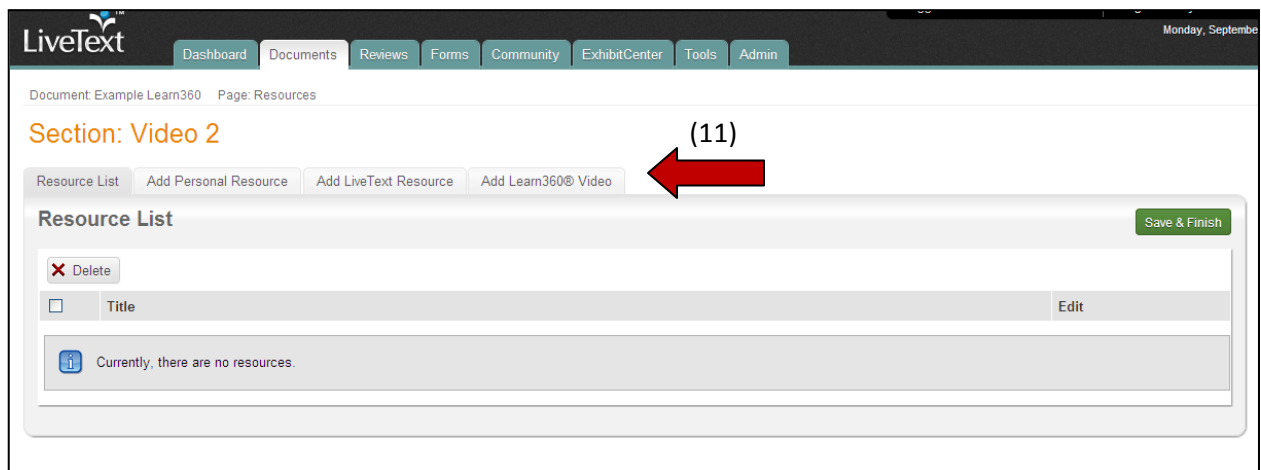 LiveText
TM
Monday, Septembe
Dashboard Documents Reviews Forms Community ExhibitCenter Tools Admin
Document: Example Learn360 Page: Resources
Section: Video 2
(11)
Resource List Add Personal Resource Add LiveText Resource Add Learn360® Video
Resource List
Save & Finish
Delete
Title Edit
Currently, there are no resources.